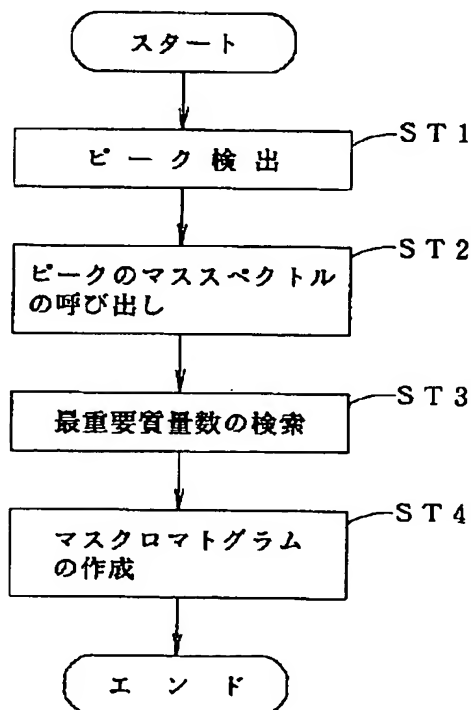 スタート
ピーク検出
ST1
ピークのマススペクトル
の呼び出し
ST2
最重要質量数の検索
ST3
マスクロマトグラム
の作成
ST4
エンド